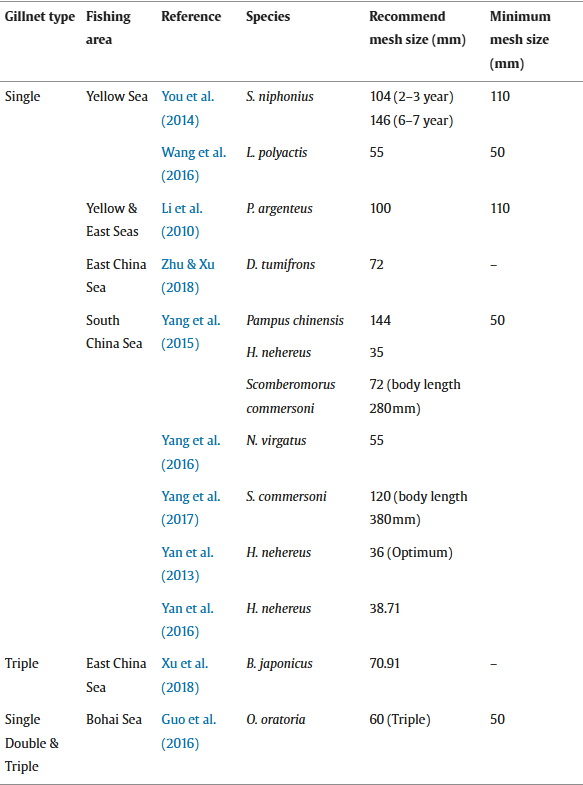 Gillnet type Fishing area Reference Species Recommend mesh size (mm) Minimum mesh size (mm)
Single Yellow Sea You et al. (2014) S. niphonius 104 (2–3 year) 146 (6–7 year) 110
Wang et al. (2016) L. polyactis 55 50
Yellow & East Seas Li et al. (2010) P. argenteus 100 110
East China Sea Zhu & Xu (2018) D. tumifrons 72 –
South China Sea Yang et al. (2015) Pampus chinensis 144 50
H. nehereus 35
Scomberomorus commersoni 72 (body length 280mm)
Yang et al. (2016) N. virgatus 55
Yang et al. (2017) S. commersoni 120 (body length 380mm)
Yan et al. (2013) H. nehereus 36 (Optimum)
Yan et al. (2016) H. nehereus 38.71
Triple East China Sea Xu et al. (2018) B. japonicus 70.91 –
Single Double & Triple Bohai Sea Guo et al. (2016) O. oratoria 60 (Triple) 50